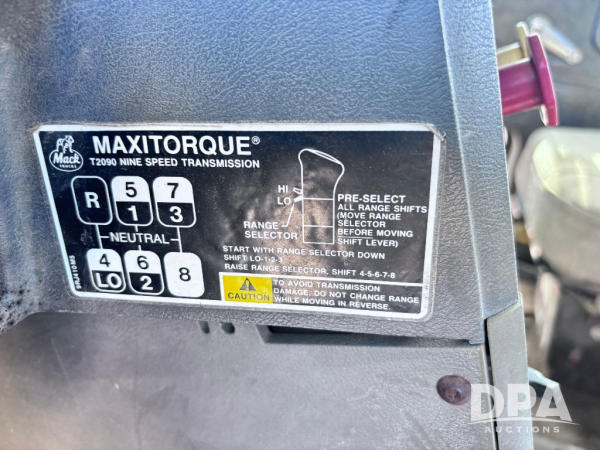 MAXITORQUE®
T2090 NINE SPEED TRANSMISSION
Mack
TRUCKS
R 5 7
1 3
NEUTRAL
4 6 8
LO 2
HI
LO
RANGE
SELECTOR
PRE-SELECT
ALL RANGE SHIFTS
(MOVE RANGE
SELECTOR
BEFORE MOVING
SHIFT LEVER)
START WITH RANGE SELECTOR DOWN
SHIFT LO-1-2-3
RAISE RANGE SELECTOR, SHIFT 4-5-6-7-8
CAUTION
TO AVOID TRANSMISSION
DAMAGE, DO NOT CHANGE RANGE
WHILE MOVING IN REVERSE.
DPA
AUCTIONS